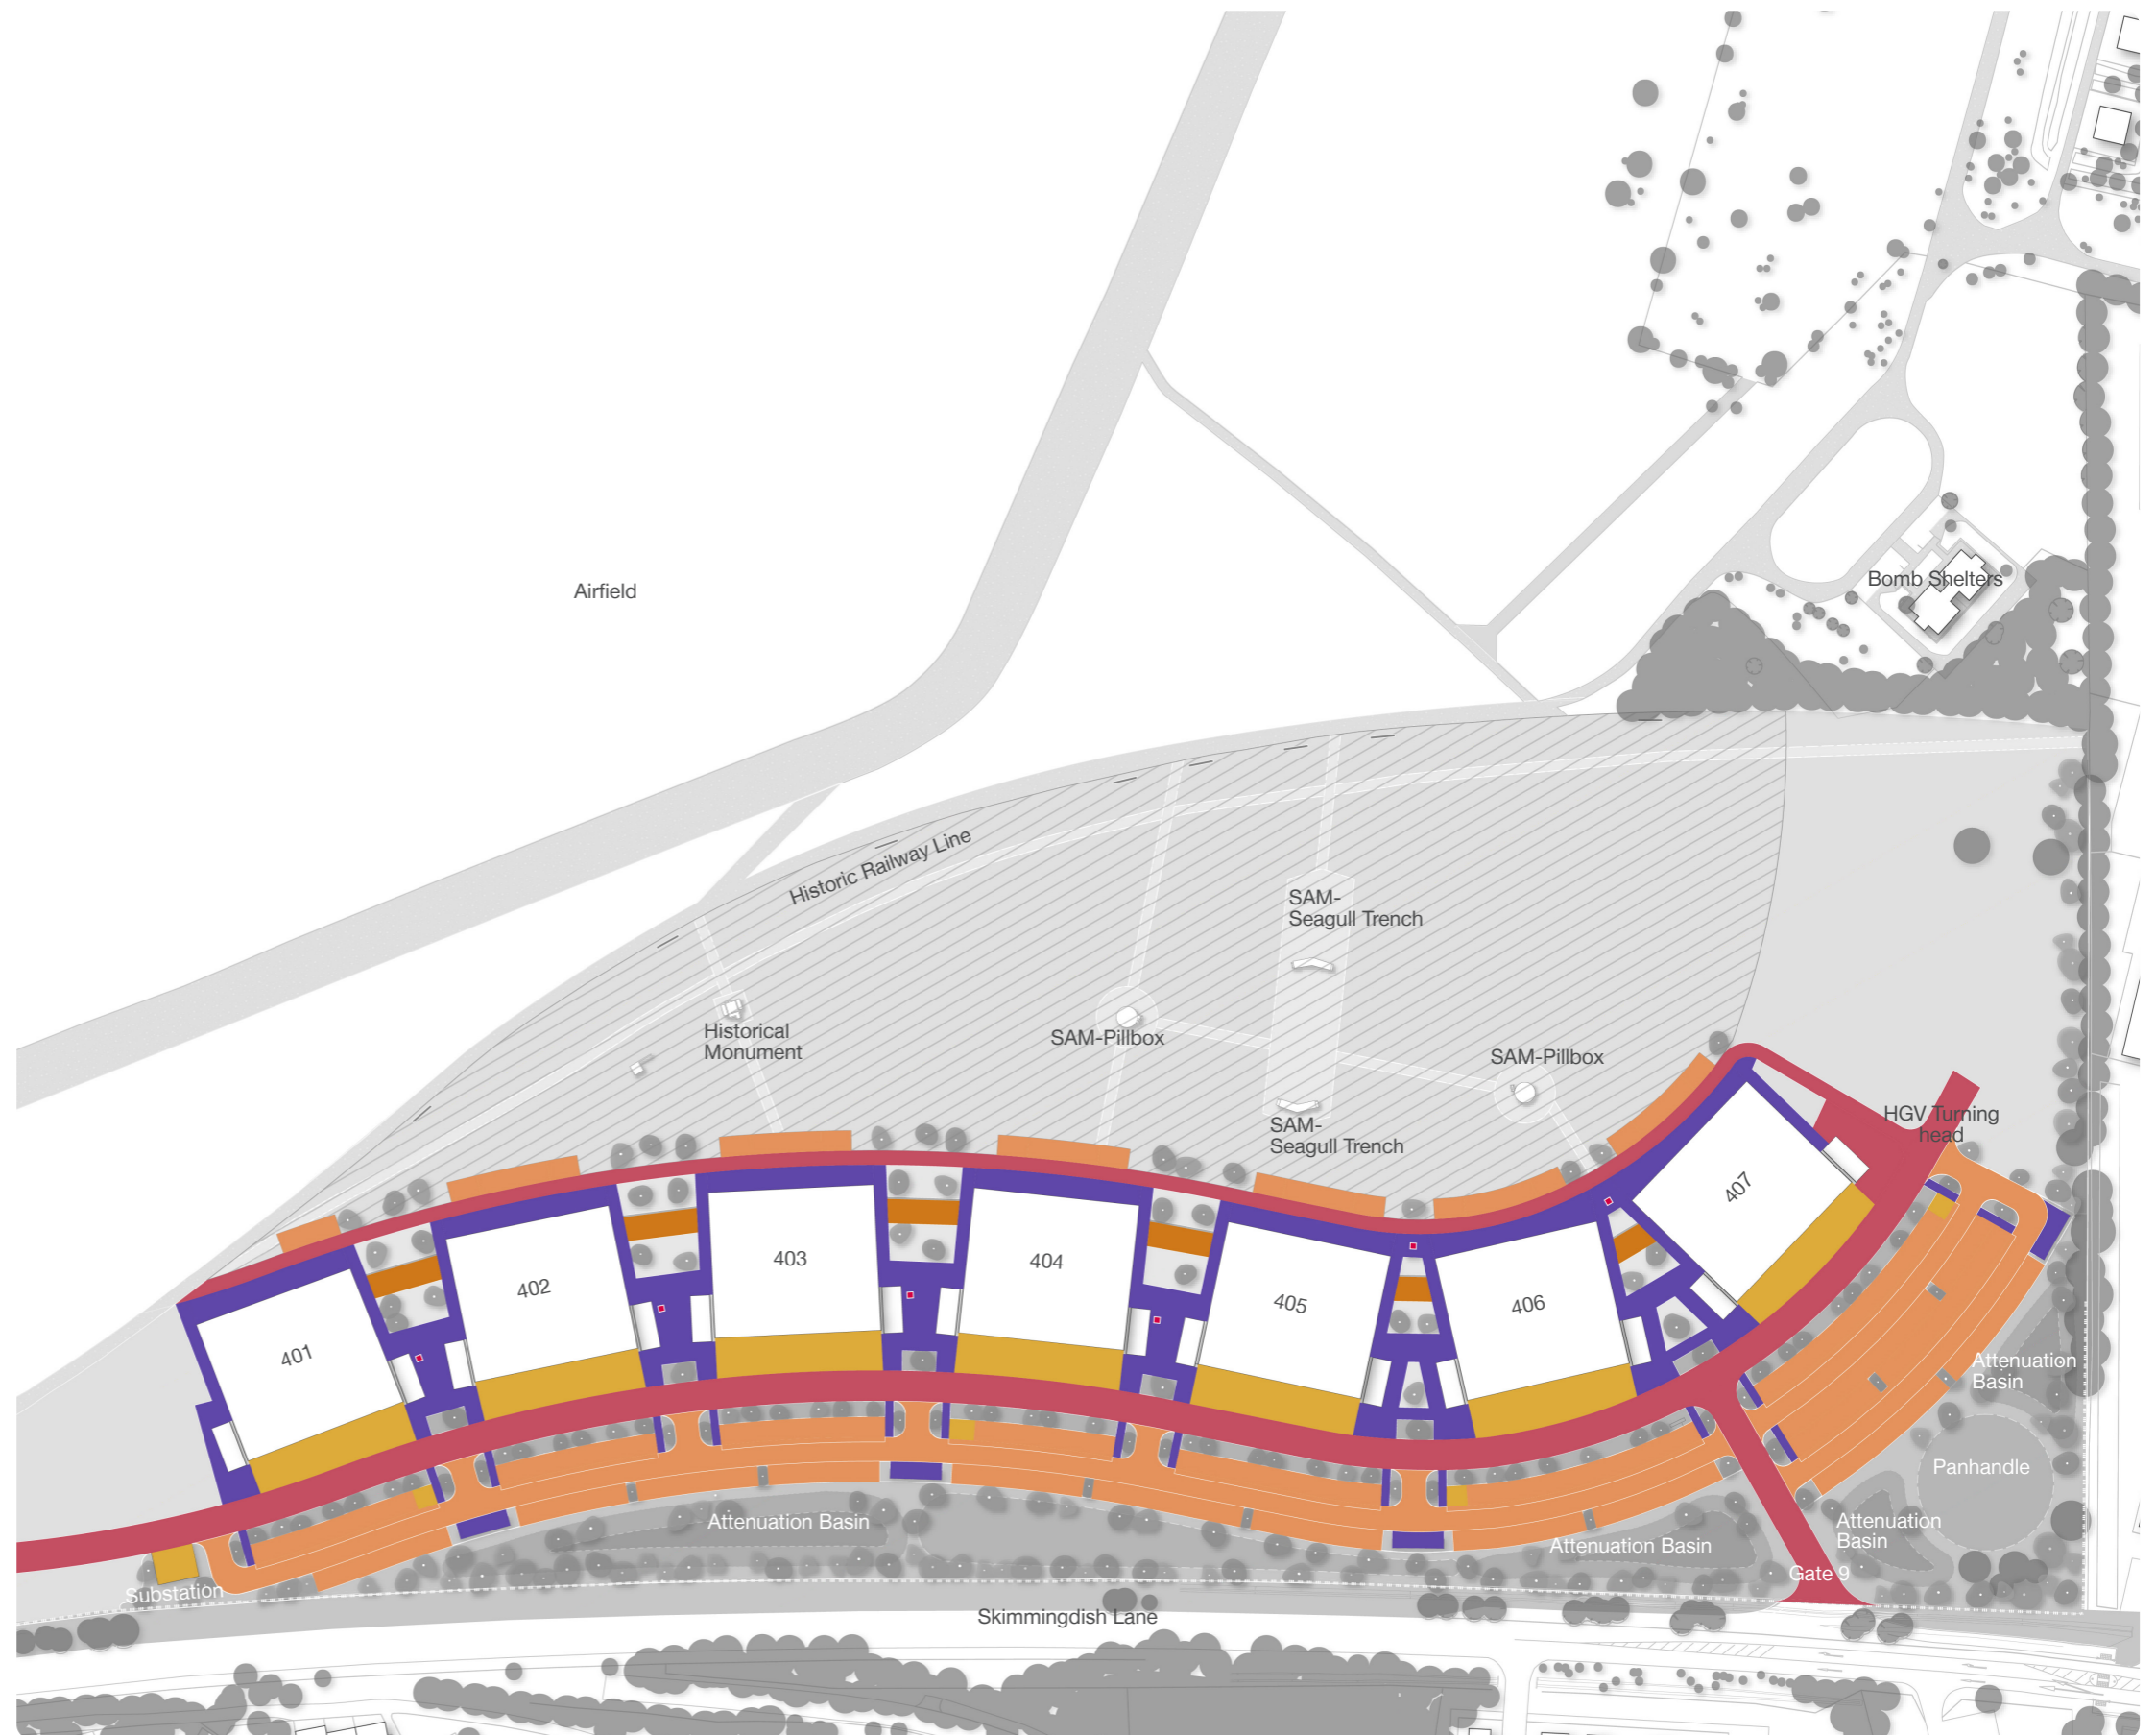 Airfield
Bomb Shelters
Historic Railway Line
SAM-
Seagull Trench
Historical
Monument
SAM-Pillbox
SAM-Pillbox
SAM-
Seagull Trench
HGV Turning
head
407
403
404
402
405
406
401
Attenuation
Basin
Panhandle
Attenuation Basin
Attenuation Basin
Attenuation
Basin
Gate 9
Substation
Skimmingdish Lane